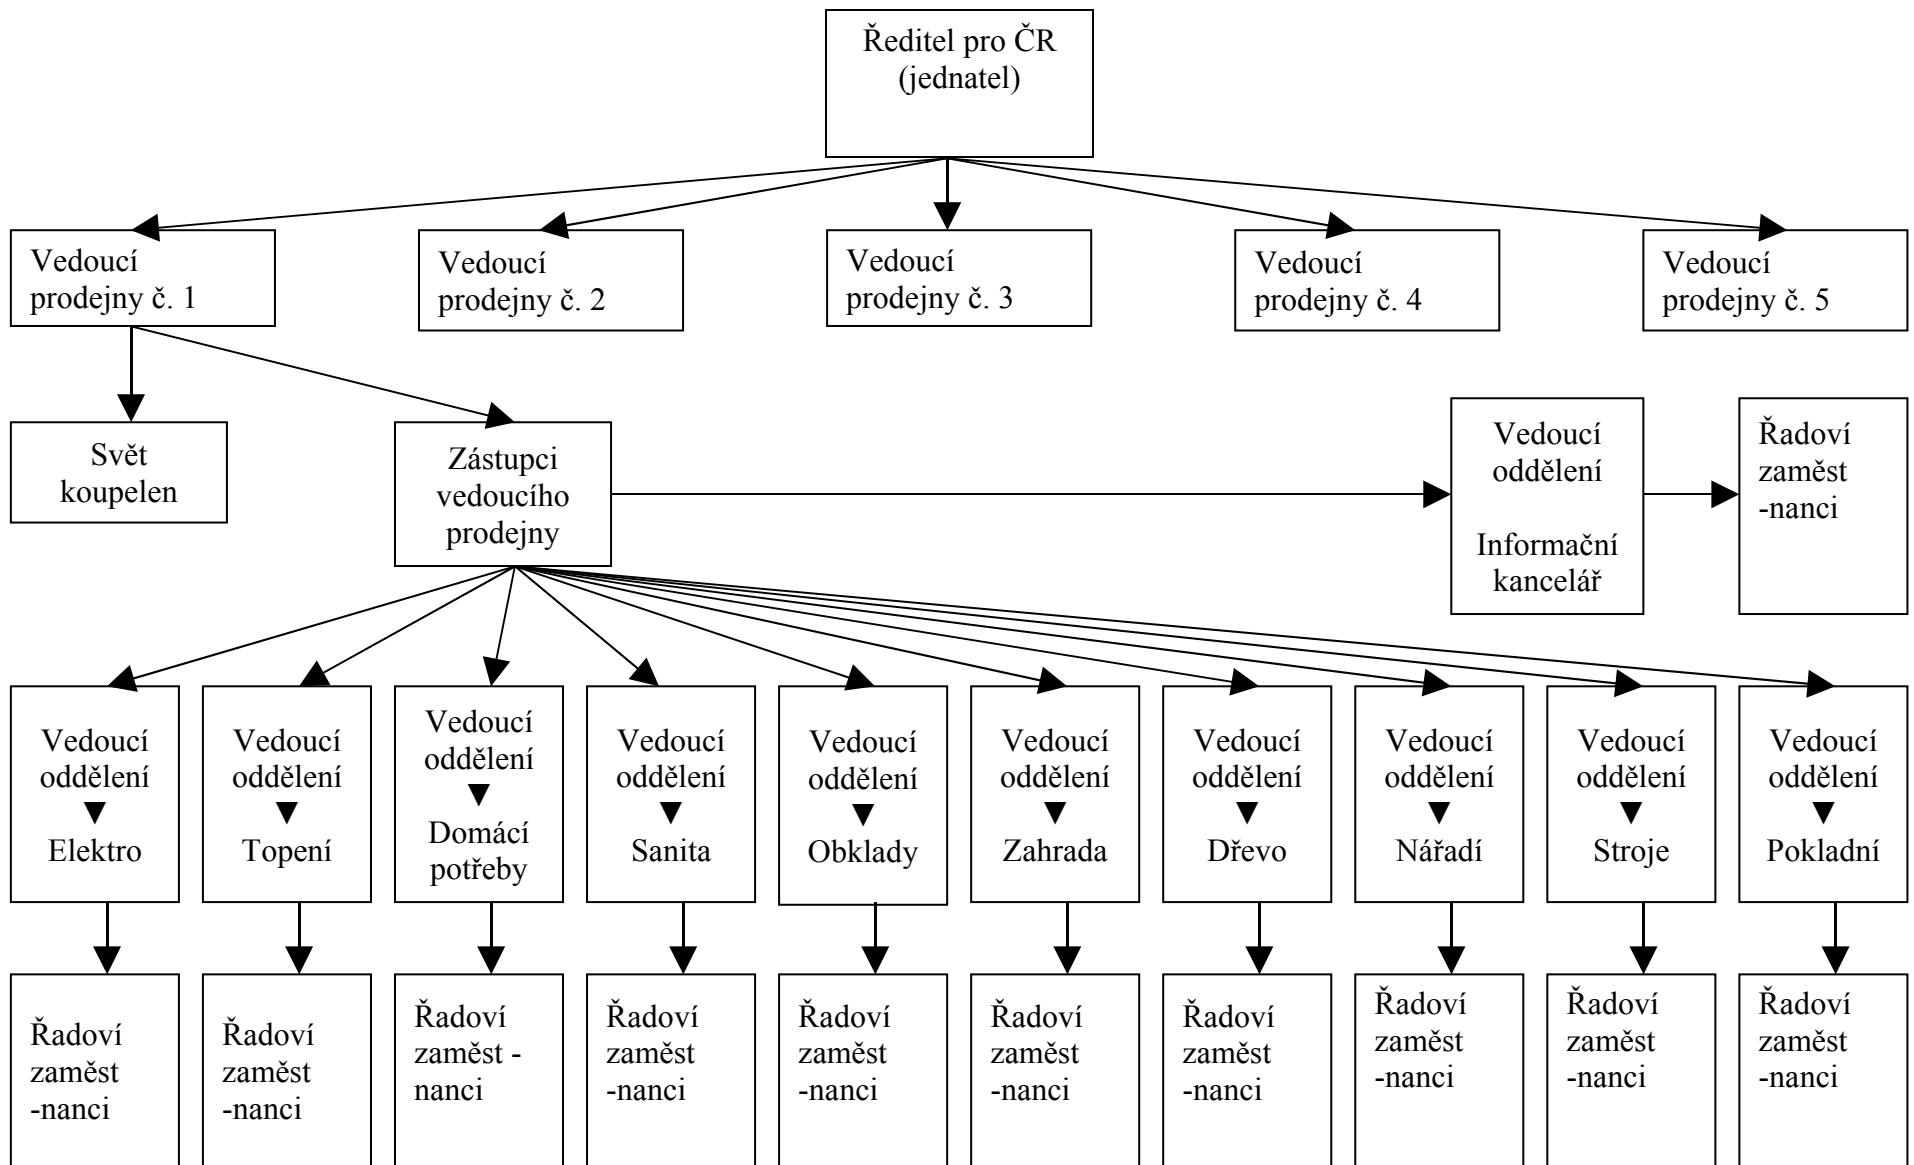 Ředitel pro ČR
(jednatel)
Vedoucí
prodejny č. 1
Vedoucí
prodejny č. 2
Vedoucí
prodejny č. 3
Vedoucí
prodejny č. 4
Vedoucí
prodejny č. 5
Svět
koupelen
Zástupci
vedoucího
prodejny
Vedoucí
oddělení
Informační
kancelář
Řadoví
zaměst
-nanci
Vedoucí
oddělení
Elektro
Vedoucí
oddělení
Topení
Vedoucí
oddělení
Domácí
potřeby
Vedoucí
oddělení
Sanita
Vedoucí
oddělení
Obklady
Vedoucí
oddělení
Zahrada
Vedoucí
oddělení
Dřevo
Vedoucí
oddělení
Nářadí
Vedoucí
oddělení
Stroje
Vedoucí
oddělení
Pokladní
Řadoví
zaměst
-nanci
Řadoví
zaměst
-nanci
Řadoví
zaměst -
nanci
Řadoví
zaměst
-nanci
Řadoví
zaměst
-nanci
Řadoví
zaměst
-nanci
Řadoví
zaměst
-nanci
Řadoví
zaměst
-nanci
Řadoví
zaměst
-nanci
Řadoví
zaměst
-nanci